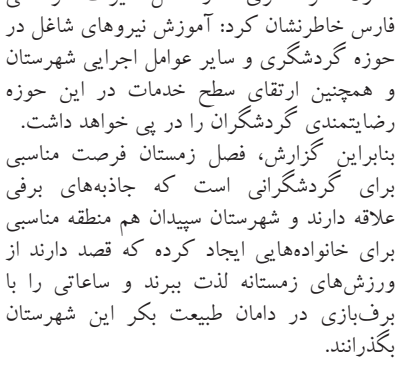 فارس خاطرنشان کرد: آموزش نیروهای شاغل در
حوزه گردشگری و سایر عوامل اجرایی شهرستان
و همچنین ارتقای سطح خدمات در این حوزه
رضایتمندی گردشگران را در پی خواهد داشت.
بنابراین گزارش، فصل زمستان فرصت مناسبی
برای گردشگرانی است که جاذبه‌های برفی
علاقه دارند و شهرستان سپیدان هم منطقه مناسبی
برای خانواده‌هایی ایجاد کرده که قصد دارند از
ورزش‌های زمستانه لذت ببرند و ساعاتی را با
برف‌بازی در دامان طبیعت بکر این شهرستان
بگذرانند.